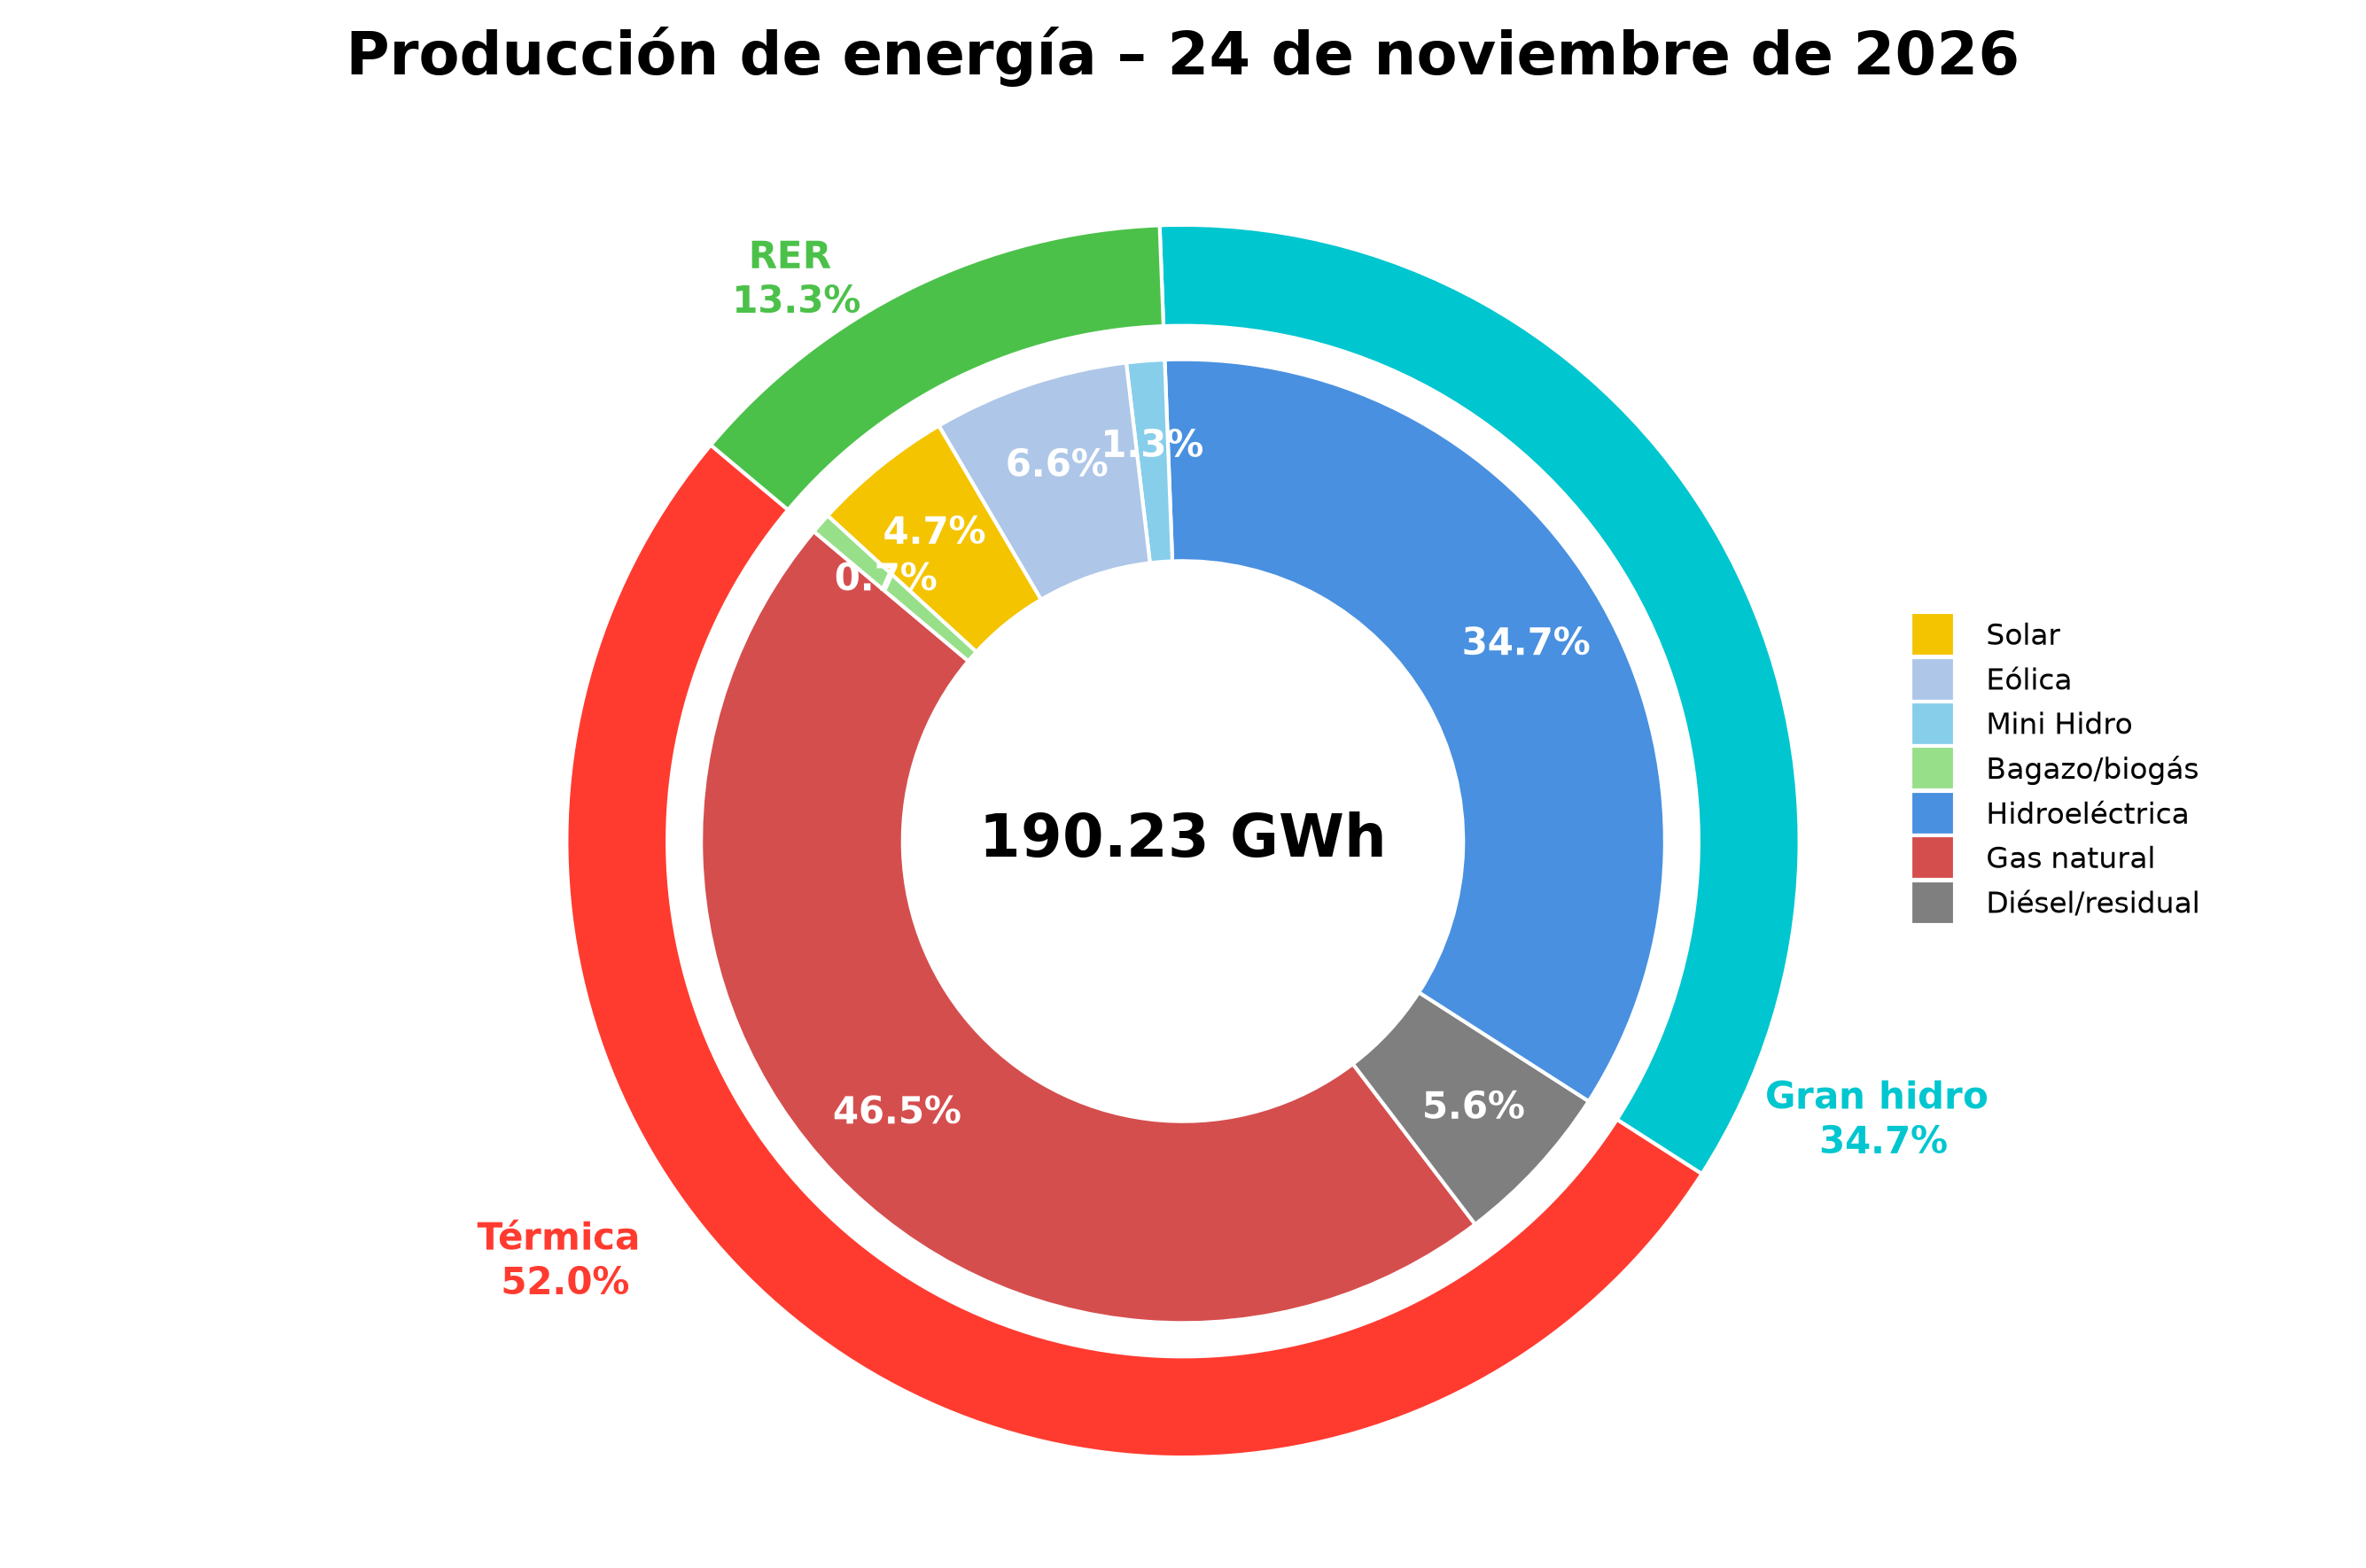 Producción de energía – 24 de noviembre de 2026
RER
13.3%
1.3%
6.6%
4.7%
0.7%
34.7%
Solar
Eólica
Mini Hidro
Bagazo/biogás
Hidroeléctrica
Gas natural
Diésel/residual
190.23 GWh
46.5%
5.6%
Gran hidro
34.7%
Térmica
52.0%